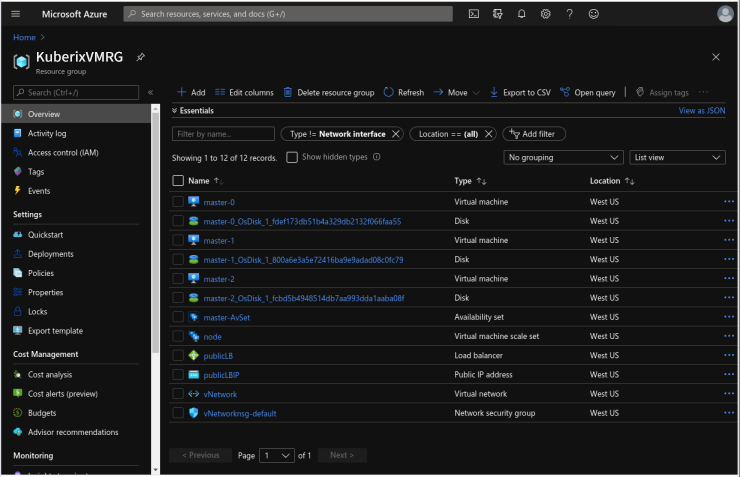 Microsoft Azure
Search resources, services, and docs (G+/)
Home >
KuberixVMRG
Resource group
Search (Ctrl+/)
Overview
Activity log
Access control (IAM)
Tags
Events
Settings
Quickstart
Deployments
Policies
Properties
Locks
Export template
Cost Management
Cost analysis
Cost alerts (preview)
Budgets
Advisor recommendations
Monitoring
Add Edit columns Delete resource group Refresh Move Export to CSV Open query Assign tags ...
Essentials View as JSON
Filter by name... Type != Network interface Location == (all) Add filter
Showing 1 to 12 of 12 records. Show hidden types No grouping List view
Name Type Location
master-0 Virtual machine West US
master-0_OsDisk_1_fdef173db51b4a329db2132f066faa55 Disk West US
master-1 Virtual machine West US
master-1_OsDisk_1_800a6e3a5e72416ba9e9adad08c0fc79 Disk West US
master-2 Virtual machine West US
master-2_OsDisk_1_fcbd5b4948514db7aa993dda1aaba08f Disk West US
master-AvSet Availability set West US
node Virtual machine scale set West US
publicLB Load balancer West US
publicLBIP Public IP address West US
vNetwork Virtual network West US
vNetworknsg-default Network security group West US
< Previous Page 1 of 1 Next >